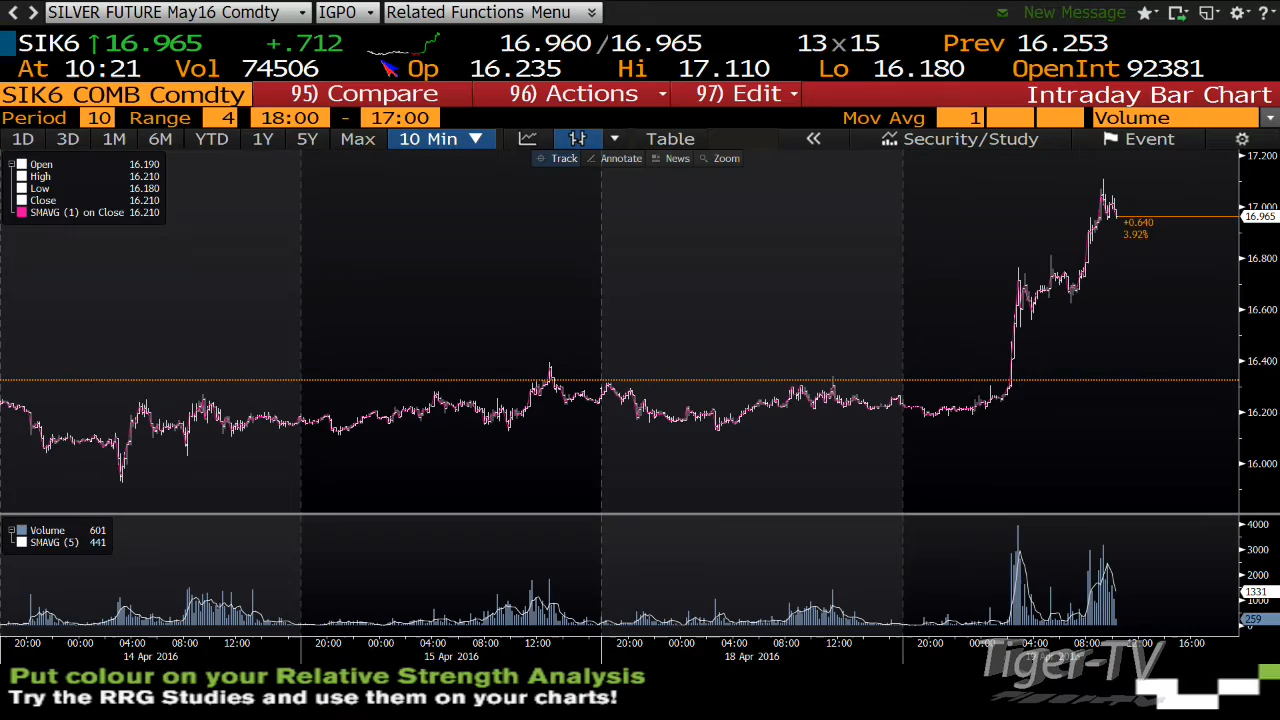 SILVER FUTURE May16 Comdty IGPO Related Functions Menu New Message
SIK6 ↑16.965 +.712 16.960/16.965 13x15 Prev 16.253
At 10:21 Vol 74506 Op 16.235 Hi 17.110 Lo 16.180 OpenInt 92381
SIK6 COMB Comdty 95) Compare 96) Actions 97) Edit Intraday Bar Chart
Period 10 Range 4 18:00 - 17:00 Mov Avg 1 Volume
1D 3D 1M 6M YTD 1Y 5Y Max 10 Min Table Security/Study Event
Track Annotate News Zoom
Open 16.190
High 16.210
Low 16.180
Close 16.210
SMAVG (1) on Close 16.210
17.200
17.000
16.965
+0.640
3.92%
16.800
16.600
16.400
16.200
16.000
Volume 601
SMAVG (5) 441
4000
3000
2000
1331
1000
259
0
20:00 00:00 04:00 08:00 12:00 20:00 00:00 04:00 08:00 12:00 20:00 00:00 04:00 08:00 12:00 20:00 00:00 04:00 08:00 12:00 16:00
14 Apr 2016 15 Apr 2016 18 Apr 2016 19 Apr 2016
Tiger-TV
Put colour on your Relative Strength Analysis
Try the RRG Studies and use them on your charts!